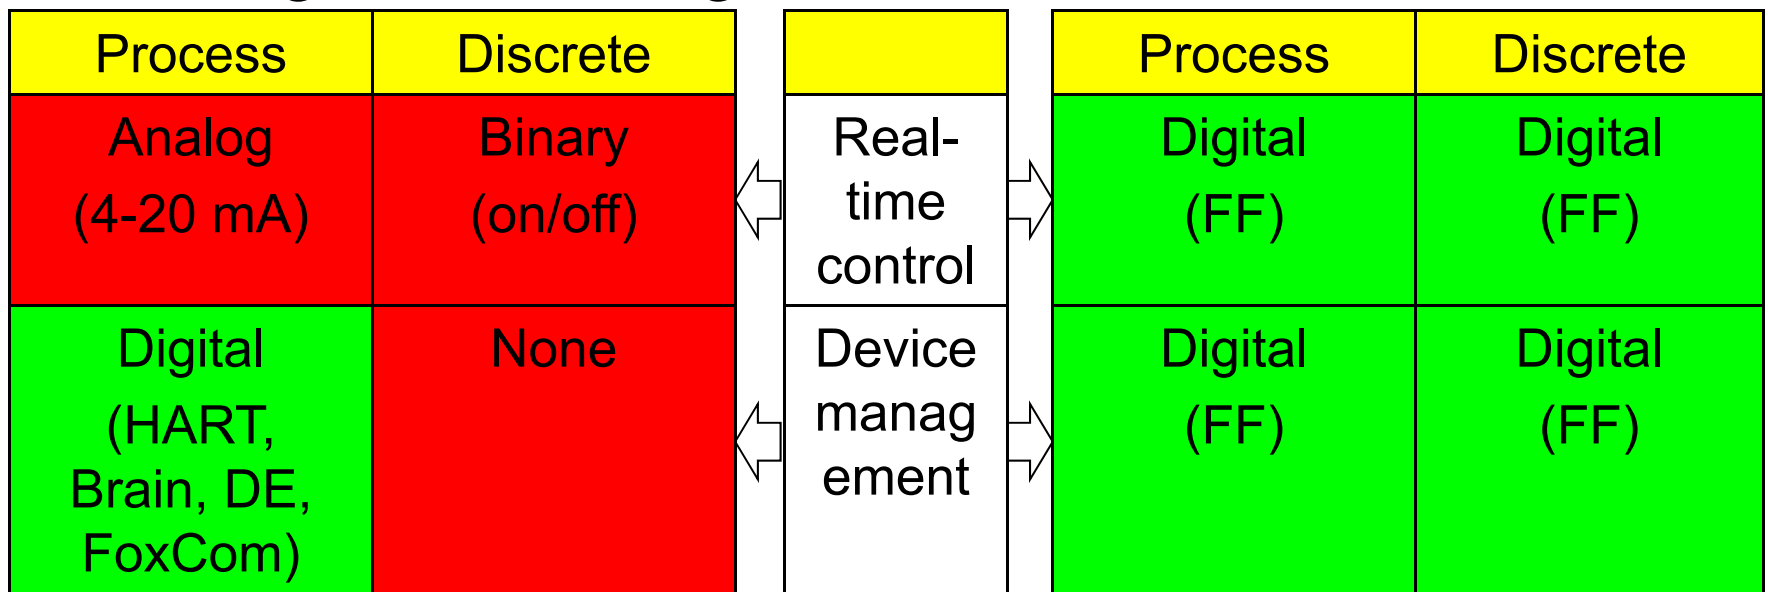 Process
Discrete
Analog
(4-20 mA)
Binary
(on/off)
Digital
(HART,
Brain, DE,
FoxCom)
None
Real-
time
control
Device
manag
ement
Process
Discrete
Digital
(FF)
Digital
(FF)
Digital
(FF)
Digital
(FF)